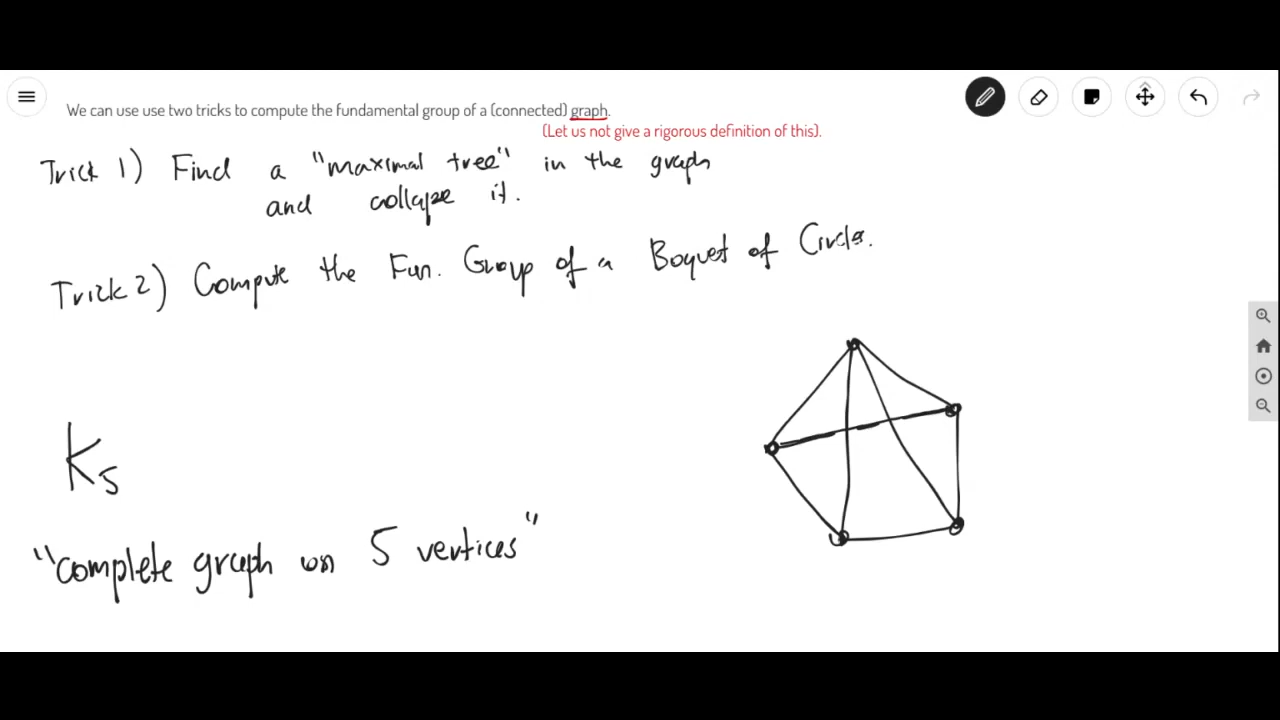 We can use use two tricks to compute the fundamental group of a (connected) graph.
(Let us not give a rigorous definition of this).
Trick 1) Find a "maximal tree" in the graph
and collapse it.
Trick 2) Compute the Fun. Group of a Boquet of Circles.
K5
"complete graph on 5 vertices"